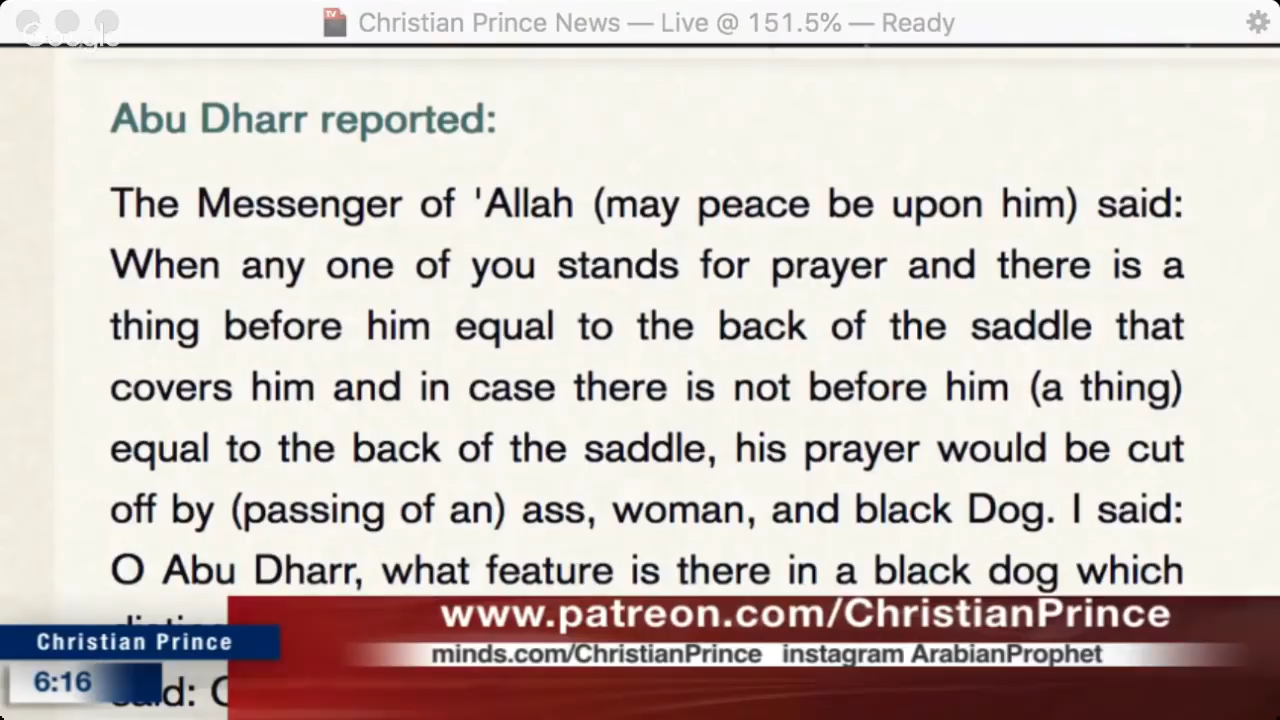 Christian Prince News — Live @ 151.5% — Ready
Google
Abu Dharr reported:
The Messenger of 'Allah (may peace be upon him) said:
When any one of you stands for prayer and there is a
thing before him equal to the back of the saddle that
covers him and in case there is not before him (a thing)
equal to the back of the saddle, his prayer would be cut
off by (passing of an) ass, woman, and black Dog. I said:
O Abu Dharr, what feature is there in a black dog which
www.patreon.com/ChristianPrince
Christian Prince
minds.com/ChristianPrince instagram ArabianProphet
6:16